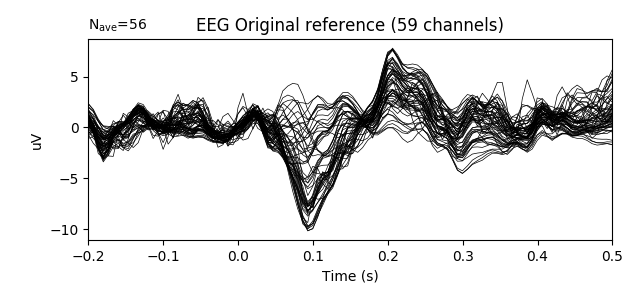 N_ave=56 EEG Original reference (59 channels)
5
0
−5
−10
uV
−0.2 −0.1 0.0 0.1 0.2 0.3 0.4 0.5
Time (s)